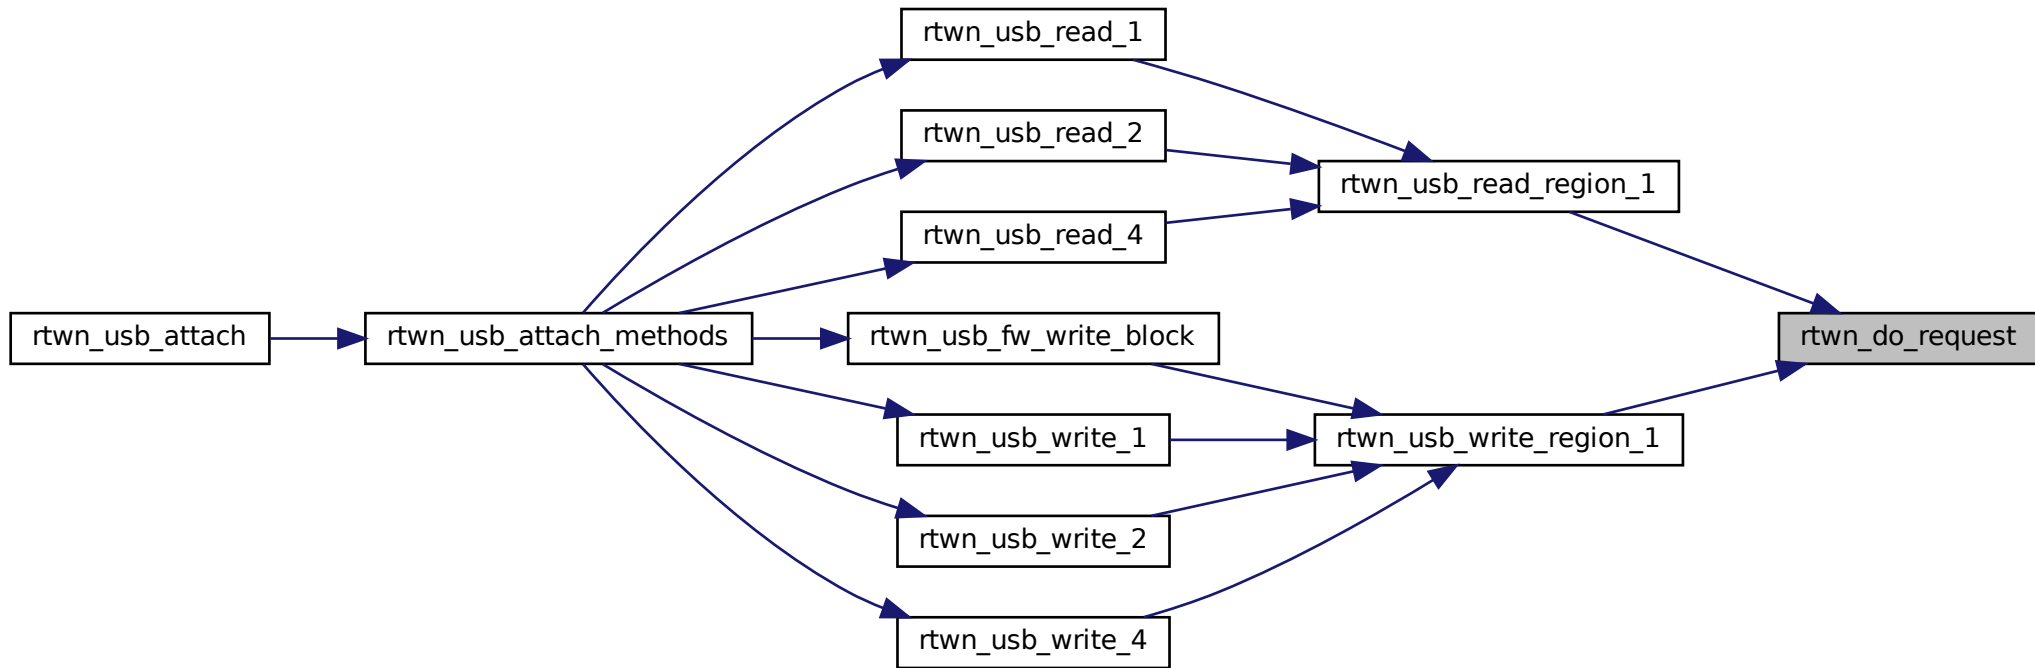 rtwn_usb_read_1
rtwn_usb_read_2
rtwn_usb_read_region_1
rtwn_usb_read_4
rtwn_usb_attach
rtwn_usb_attach_methods
rtwn_usb_fw_write_block
rtwn_do_request
rtwn_usb_write_1
rtwn_usb_write_region_1
rtwn_usb_write_2
rtwn_usb_write_4